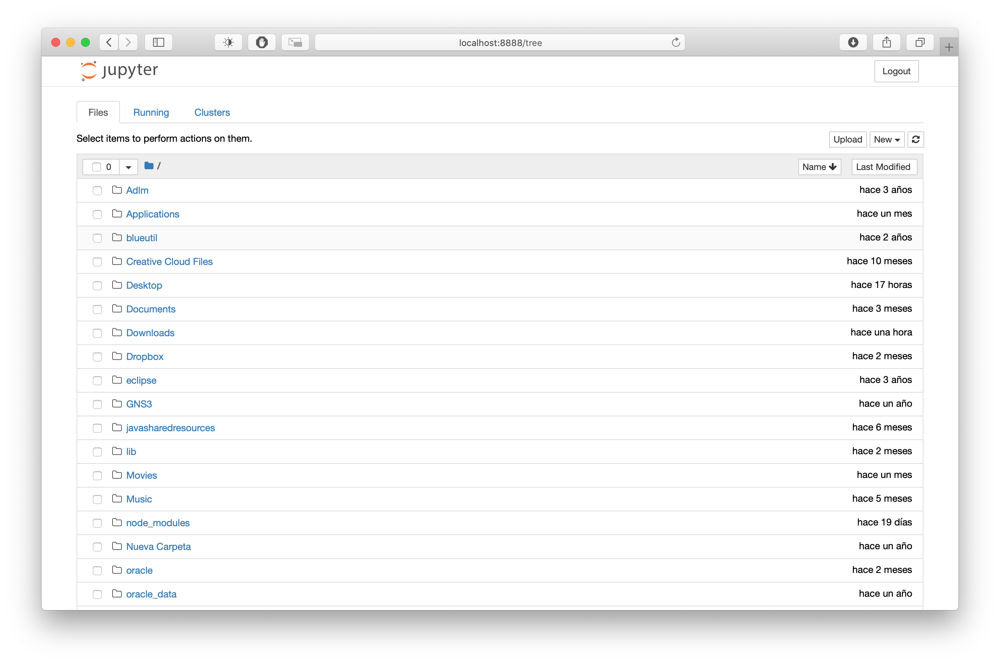 localhost:8888/tree
jupyter
Logout
Files Running Clusters
Select items to perform actions on them.
Upload New
0 / Name Last Modified
Adlm hace 3 años
Applications hace un mes
blueutil hace 2 años
Creative Cloud Files hace 10 meses
Desktop hace 17 horas
Documents hace 3 meses
Downloads hace una hora
Dropbox hace 2 meses
eclipse hace 3 años
GNS3 hace un año
javasharedresources hace 6 meses
lib hace 2 meses
Movies hace un mes
Music hace 5 meses
node_modules hace 19 días
Nueva Carpeta hace un año
oracle hace 2 meses
oracle_data hace un año